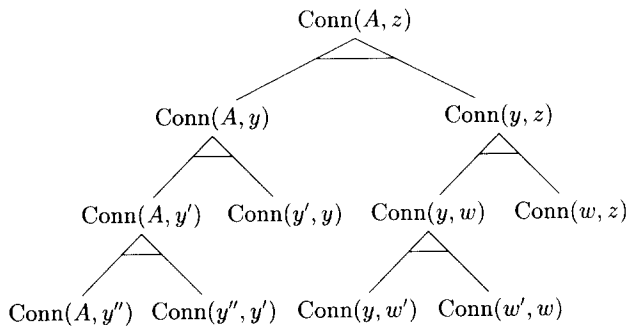 Conn(A, z)
Conn(A, y) Conn(y, z)
Conn(A, y′) Conn(y′, y) Conn(y, w) Conn(w, z)
Conn(A, y″) Conn(y″, y′) Conn(y, w′) Conn(w′, w)